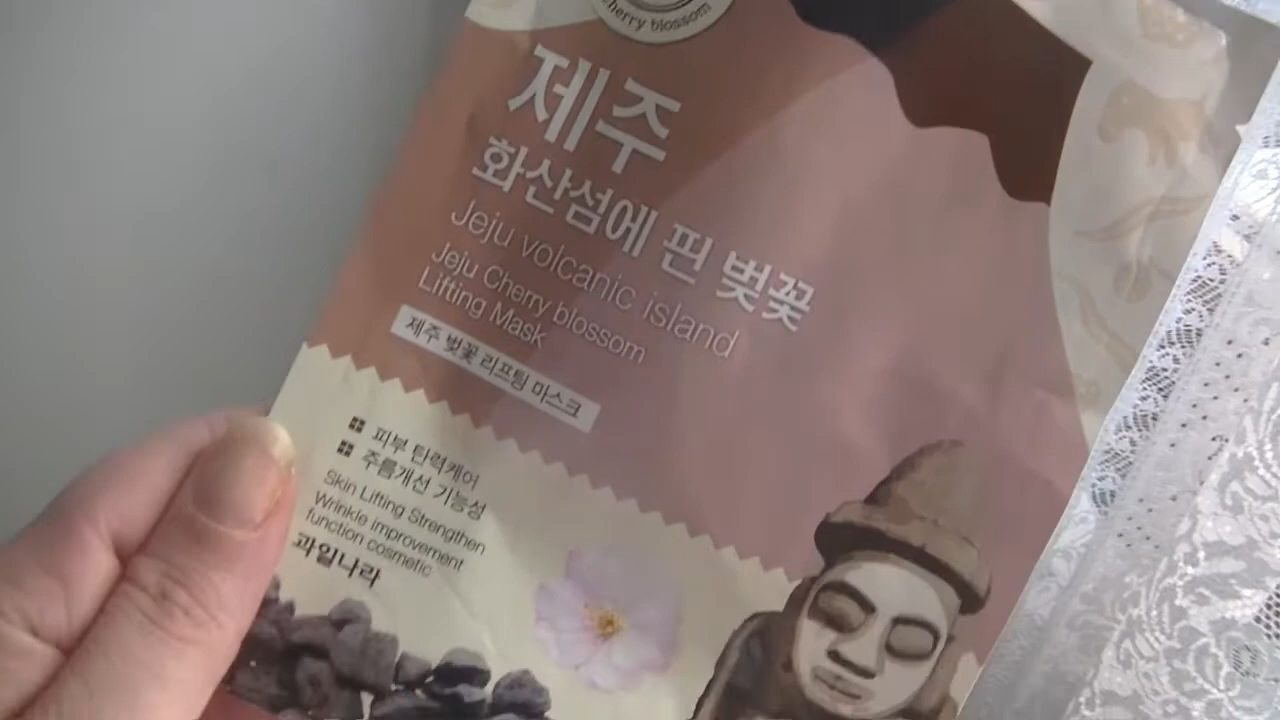 cherry blossom
제주
화산섬에 핀 벚꽃
Jeju volcanic island
Jeju Cherry blossom
Lifting Mask
제주 벚꽃 리프팅 마스크
피부 탄력케어
주름개선 기능성
Skin Lifting Strengthen
Wrinkle improvement
function cosmetic
과일나라